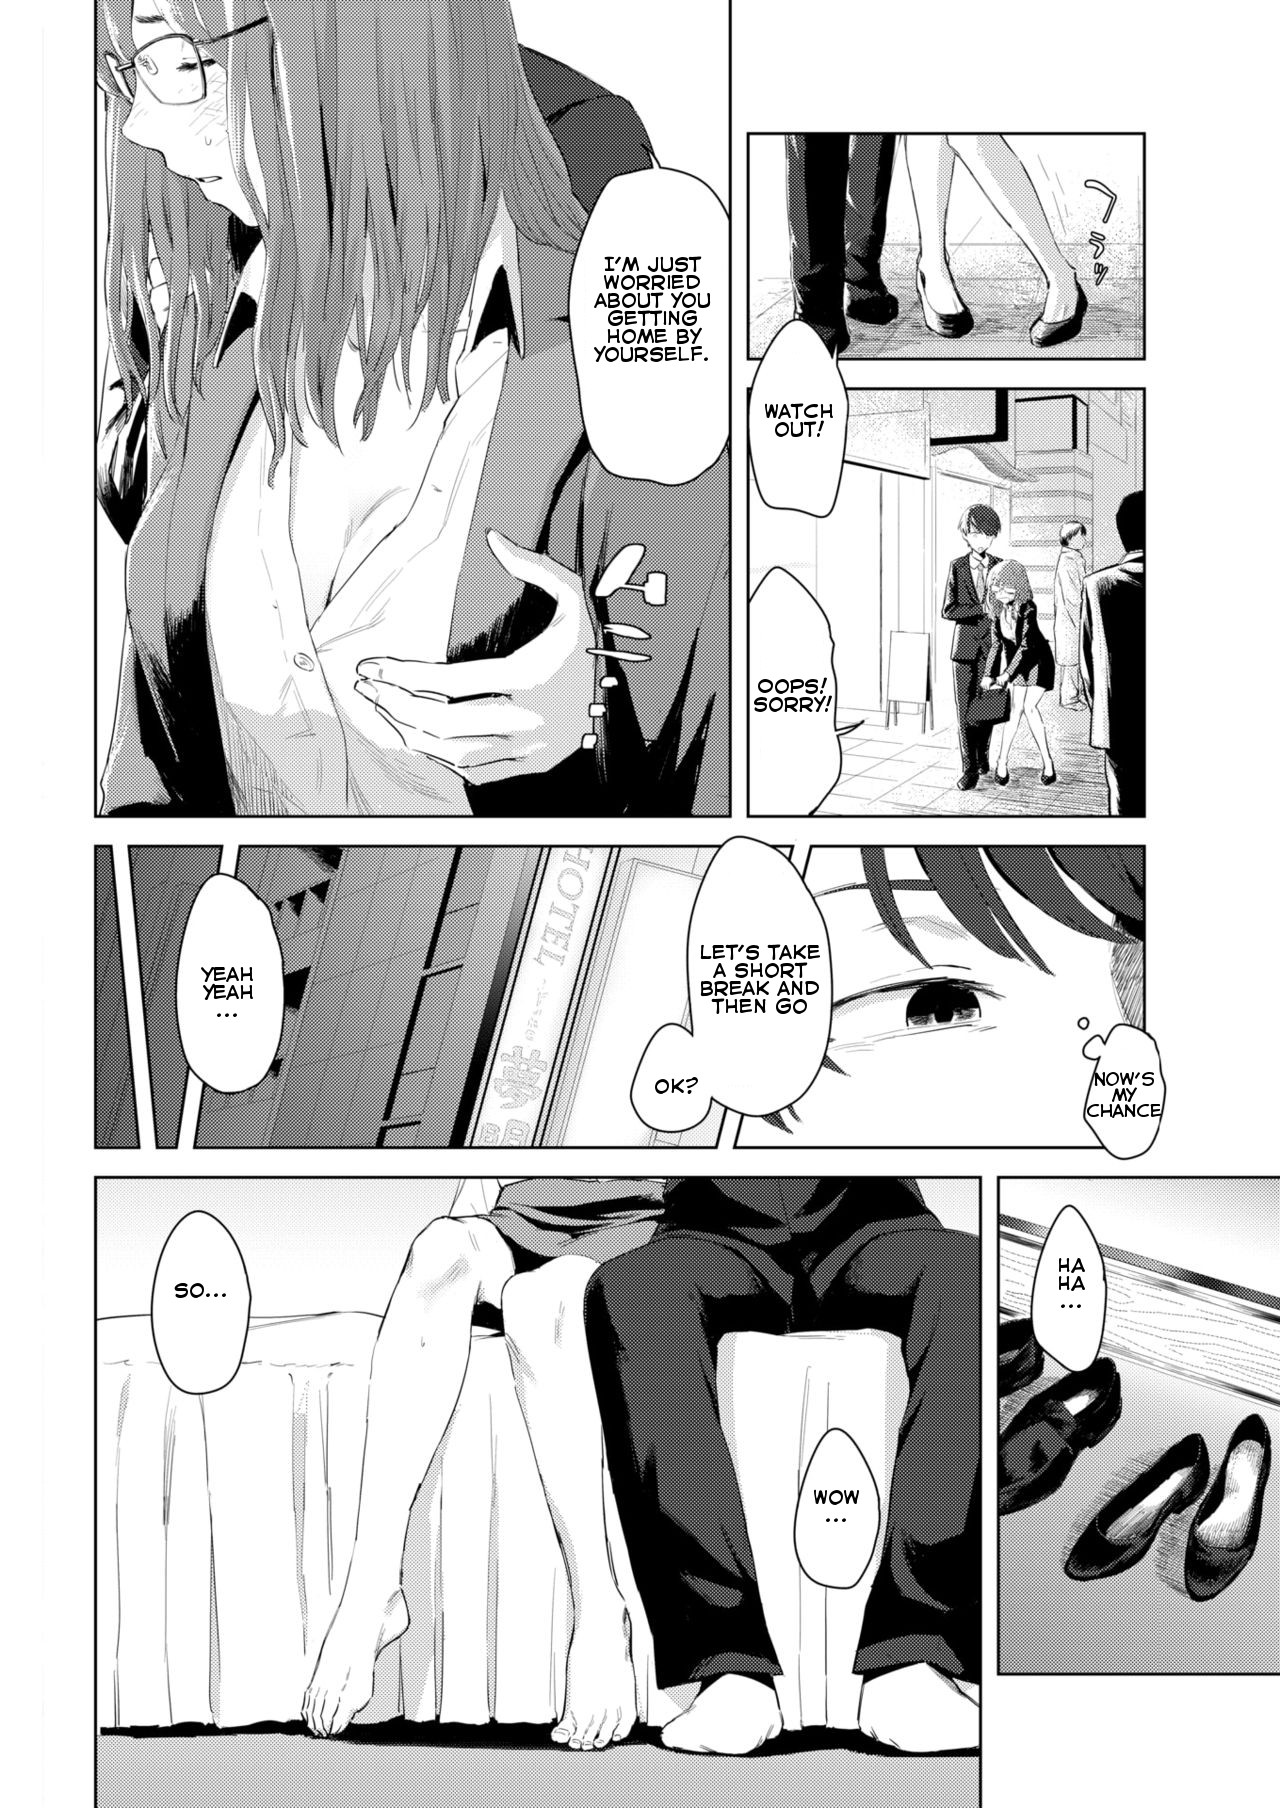 ヘラッ
WATCH
OUT!
OOPS!
SORRY!
I'M JUST
WORRIED
ABOUT YOU
GETTING
HOME BY
YOURSELF.
NOW'S
MY
CHANCE
LET'S TAKE
A SHORT
BREAK AND
THEN GO
OK?
HOTEL
YEAH
YEAH
...
HA
HA
...
WOW
...
SO...